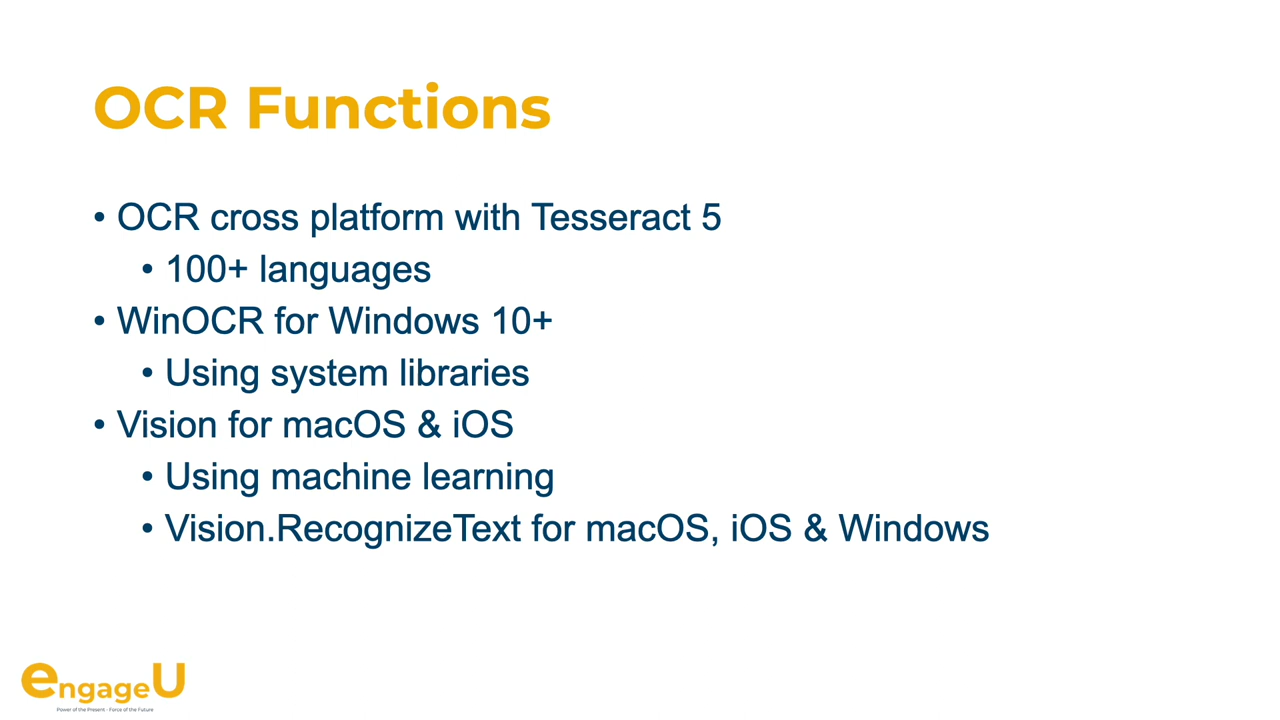 OCR Functions
• OCR cross platform with Tesseract 5
• 100+ languages
• WinOCR for Windows 10+
• Using system libraries
• Vision for macOS & iOS
• Using machine learning
• Vision.RecognizeText for macOS, iOS & Windows
engageU
Power of the Present - Force of the Future